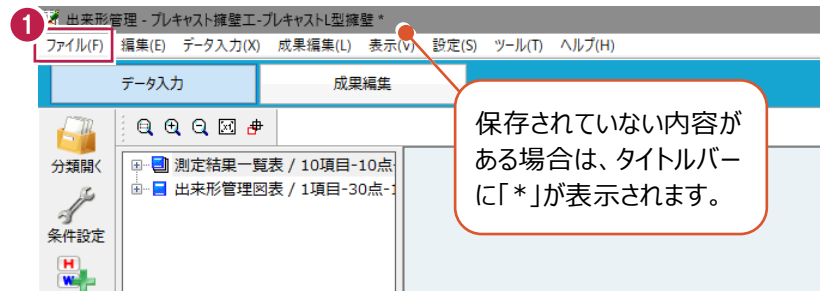 1
出来形管理 - プレキャスト擁壁工-プレキャストL型擁壁 *
ファイル(F) 編集(E) データ入力(X) 成果編集(L) 表示(V) 設定(S) ツール(T) ヘルプ(H)
データ入力 成果編集
保存されていない内容が
ある場合は、タイトルバー
に「*」が表示されます。
分類開く
測定結果一覧表 / 10項目-10点-
出来形管理図表 / 1項目-30点-1
条件設定
H
W